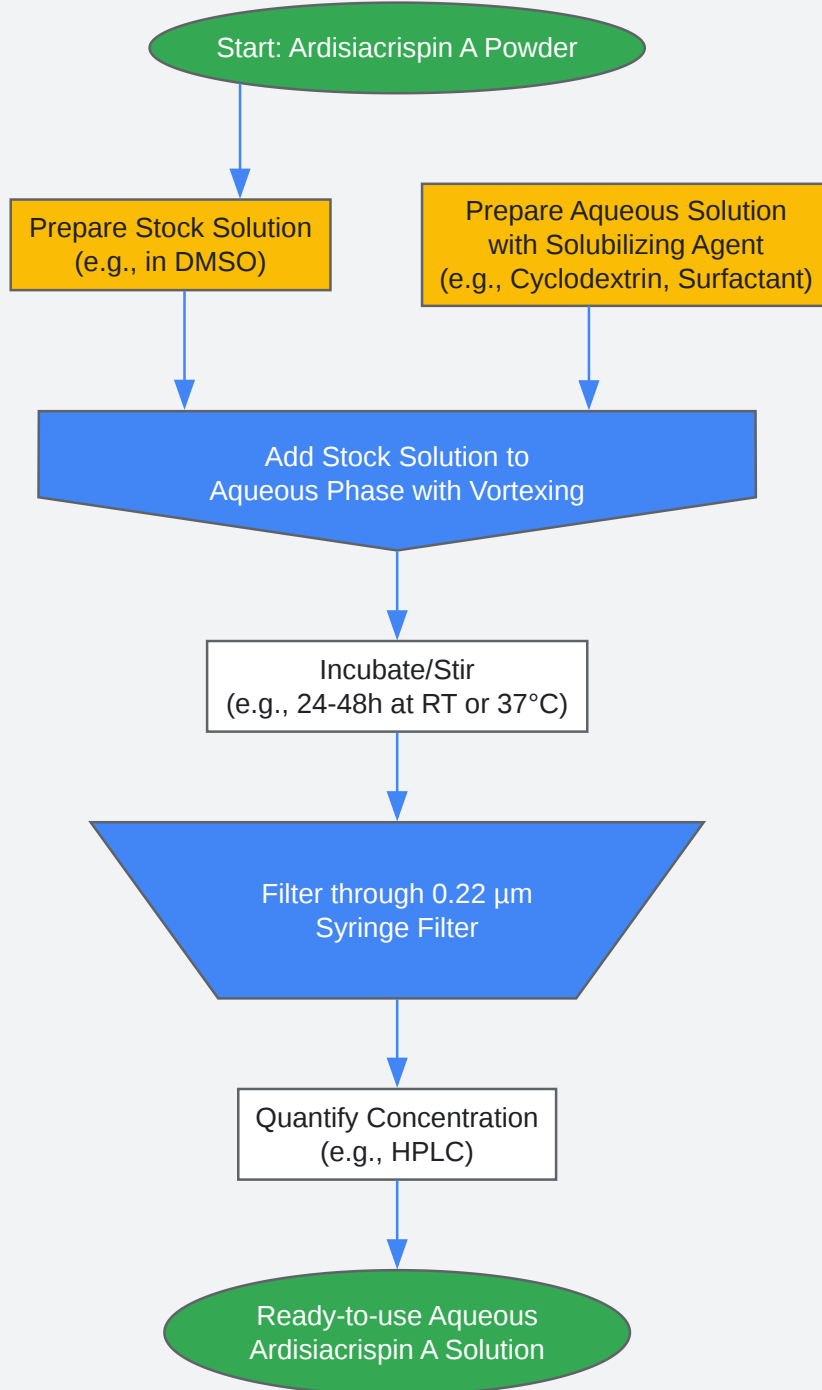 Start: Ardisiacrispin A Powder
Prepare Stock Solution
(e.g., in DMSO)
Prepare Aqueous Solution
with Solubilizing Agent
(e.g., Cyclodextrin, Surfactant)
Add Stock Solution to
Aqueous Phase with Vortexing
Incubate/Stir
(e.g., 24-48h at RT or 37°C)
Filter through 0.22 µm
Syringe Filter
Quantify Concentration
(e.g., HPLC)
Ready-to-use Aqueous
Ardisiacrispin A Solution